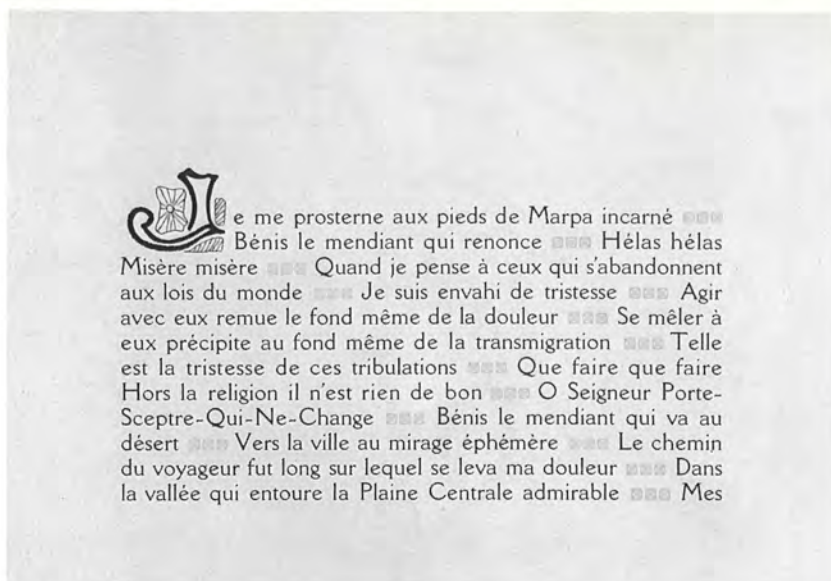 Je me prosterne aux pieds de Marpa incarné
Bénis le mendiant qui renonce Hélas hélas
Misère misère Quand je pense à ceux qui s'abandonnent
aux lois du monde Je suis envahi de tristesse Agir
avec eux remue le fond même de la douleur Se mêler à
eux précipite au fond même de la transmigration Telle
est la tristesse de ces tribulations Que faire que faire
Hors la religion il n'est rien de bon O Seigneur Porte-
Sceptre-Qui-Ne-Change Bénis le mendiant qui va au
désert Vers la ville au mirage éphémère Le chemin
du voyageur fut long sur lequel se leva ma douleur Dans
la vallée qui entoure la Plaine Centrale admirable Mes